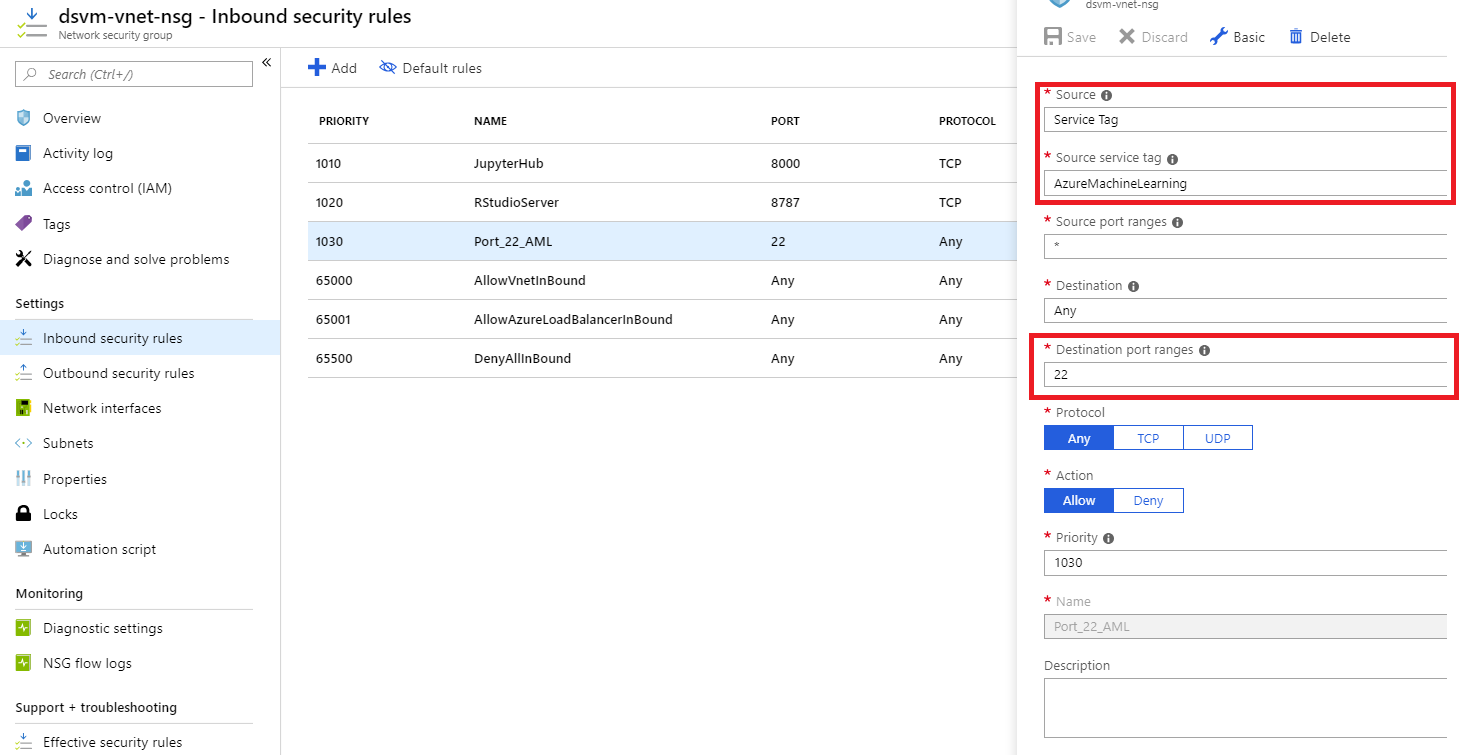 dsvm-vnet-nsg - Inbound security rules
Network security group
Search (Ctrl+/)
«
Overview
Activity log
Access control (IAM)
Tags
Diagnose and solve problems
Settings
Inbound security rules
Outbound security rules
Network interfaces
Subnets
Properties
Locks
Automation script
Monitoring
Diagnostic settings
NSG flow logs
Support + troubleshooting
Effective security rules
Add Default rules
PRIORITY NAME PORT PROTOCOL
1010 JupyterHub 8000 TCP
1020 RStudioServer 8787 TCP
1030 Port_22_AML 22 Any
65000 AllowVnetInBound Any Any
65001 AllowAzureLoadBalancerInBound Any Any
65500 DenyAllInBound Any Any
dsvm-vnet-nsg
Save Discard Basic Delete
* Source
Service Tag
* Source service tag
AzureMachineLearning
* Source port ranges
*
* Destination
Any
* Destination port ranges
22
* Protocol
Any TCP UDP
* Action
Allow Deny
* Priority
1030
* Name
Port_22_AML
Description